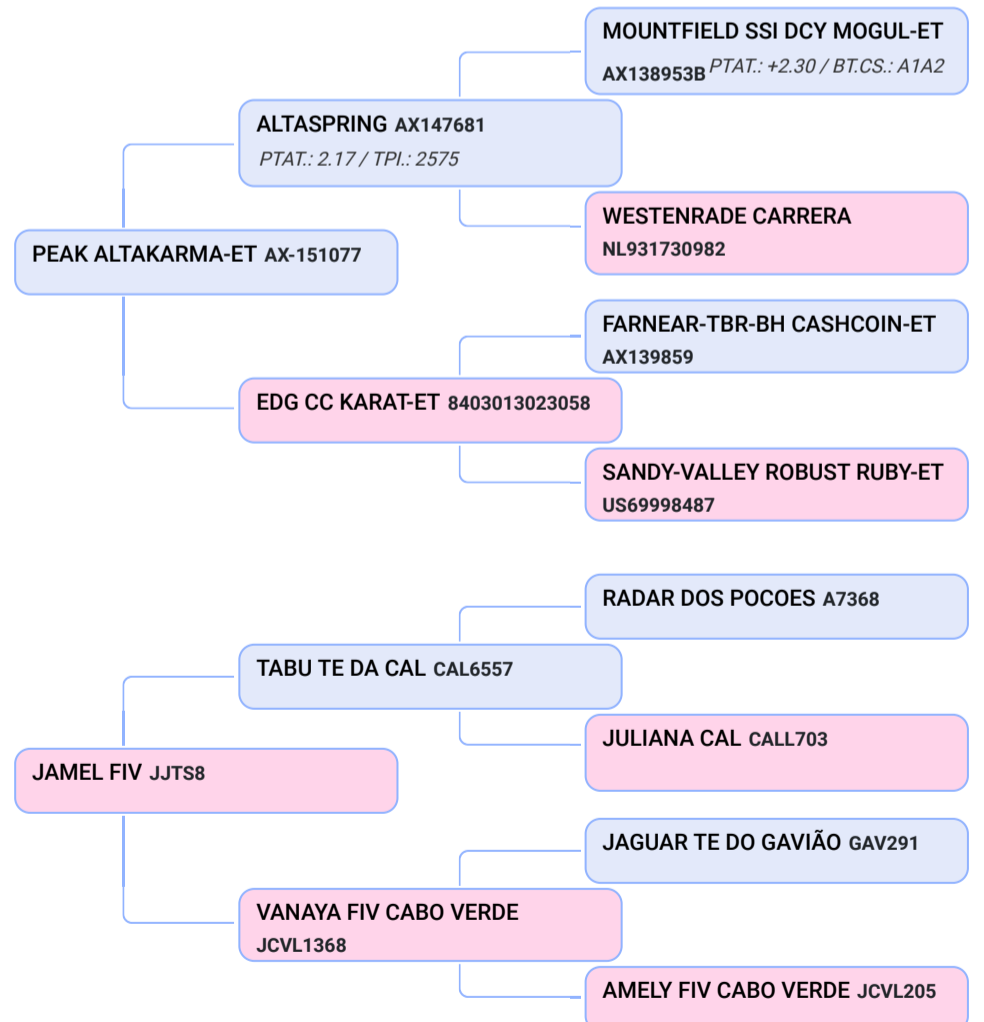 MOUNTFIELD SSI DCY MOGUL-ET
AX138953B PTAT.: +2.30 / BT.CS.: A1A2
ALTASPRING AX147681
PTAT.: 2.17 / TPI.: 2575
WESTENRADE CARRERA
NL931730982
PEAK ALTAKARMA-ET AX-151077
FARNEAR-TBR-BH CASHCOIN-ET
AX139859
EDG CC KARAT-ET 8403013023058
SANDY-VALLEY ROBUST RUBY-ET
US69998487
RADAR DOS POCOES A7368
TABU TE DA CAL CAL6557
JULIANA CAL CALL703
JAMEL FIV JJTS8
JAGUAR TE DO GAVIÃO GAV291
VANAYA FIV CABO VERDE
JCVL1368
AMELY FIV CABO VERDE JCVL205